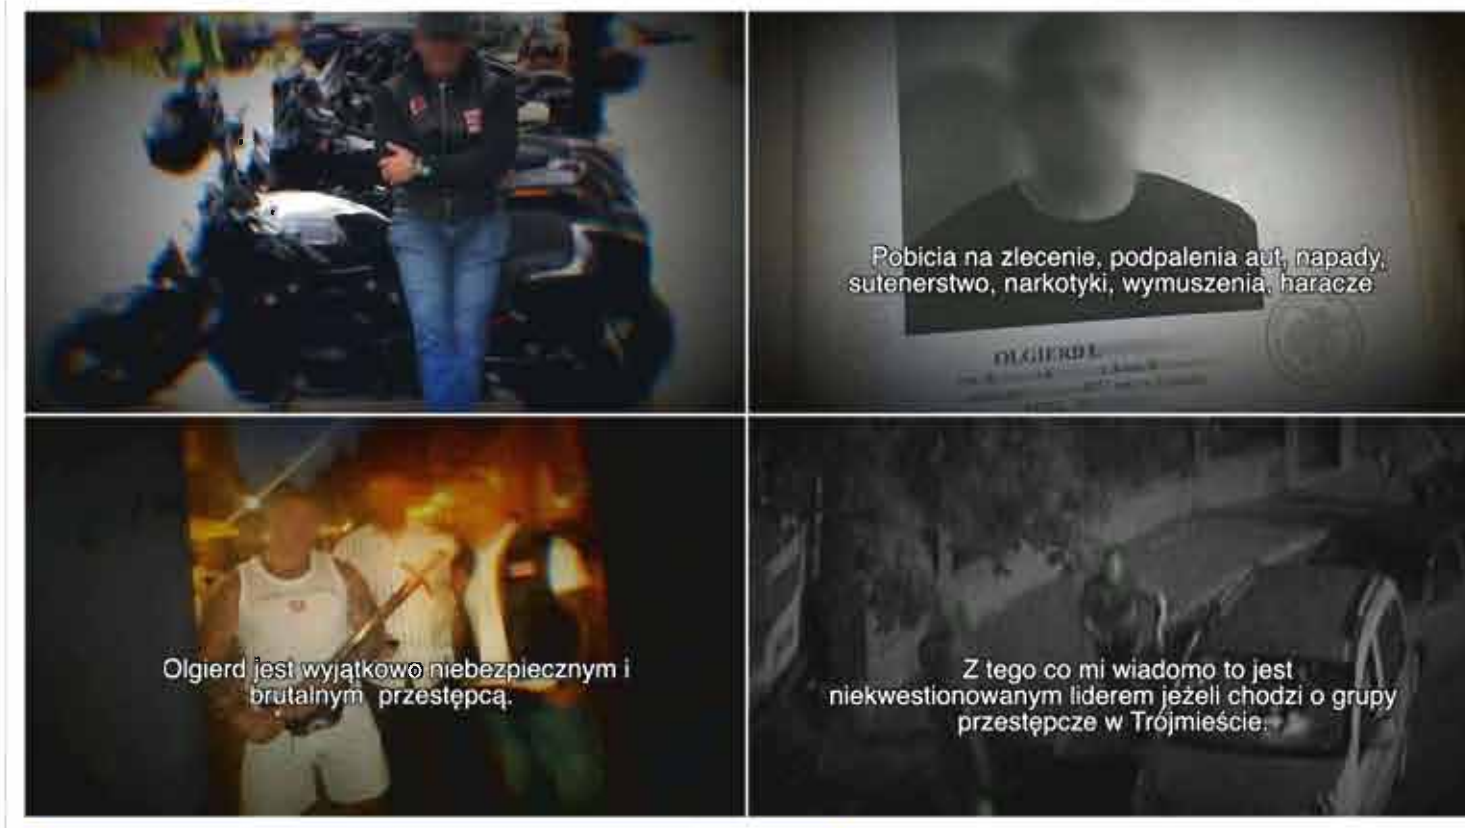 Pobicia na zlecenie, podpalenia aut, napady,
sutenerstwo, narkotyki, wymuszenia, haracze
OLGIERD Ł.
Olgierd jest wyjątkowo niebezpiecznym i
brutalnym przestępcą.
Z tego co mi wiadomo to jest
niekwestionowanym liderem jeżeli chodzi o grupy
przestępcze w Trójmieście.